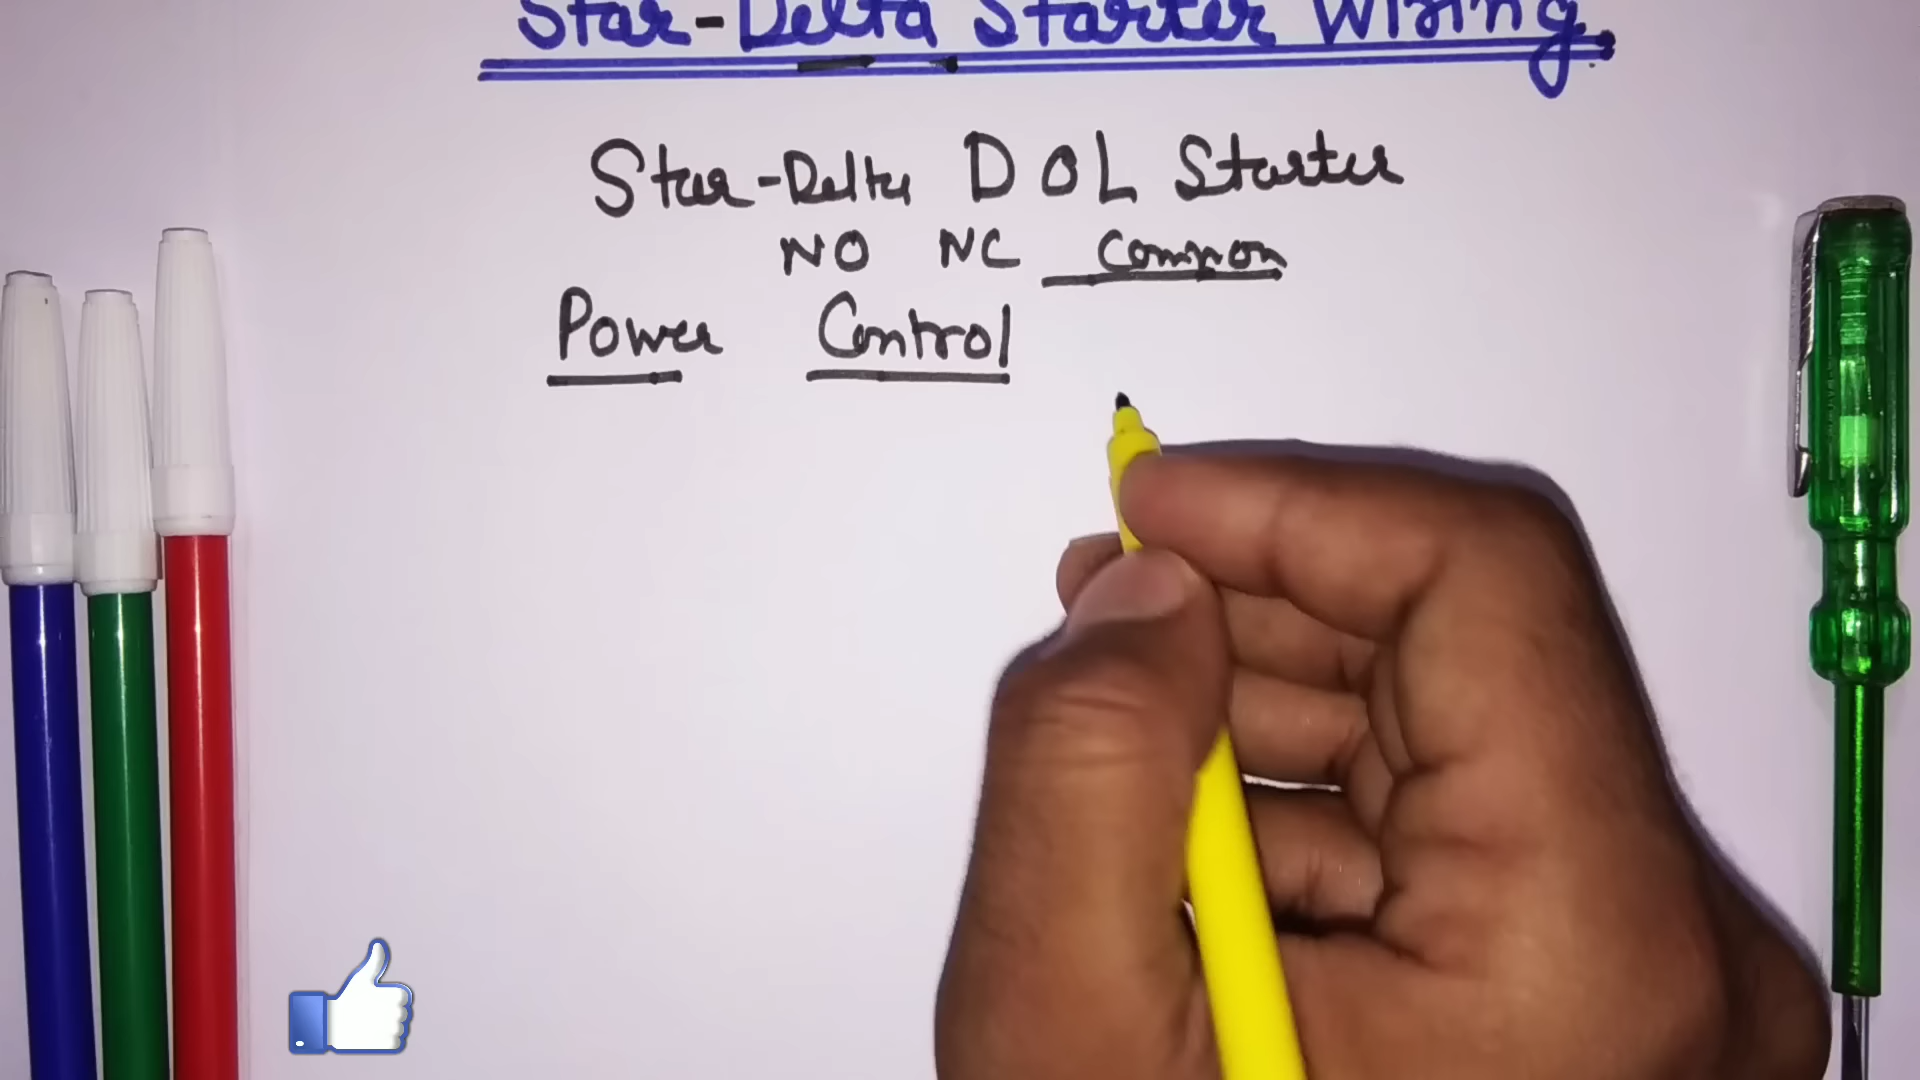 Star-Delta Starter Wiring
Star-Delta DOL Starter
NO NC Common
Power Control